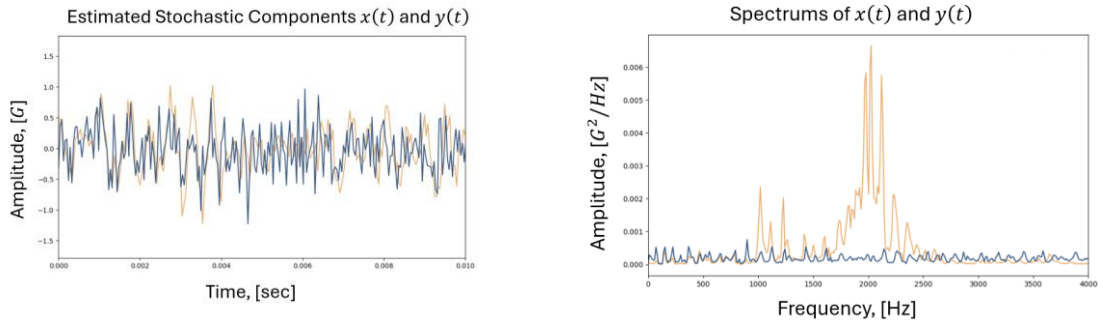 Estimated Stochastic Components x(t) and y(t)
Amplitude, [G]
1.5
1.0
0.5
0.0
−0.5
−1.0
−1.5
0.000 0.002 0.004 0.006 0.008 0.010
Time, [sec]
Spectrums of x(t) and y(t)
Amplitude, [G²/Hz]
0.006
0.005
0.004
0.003
0.002
0.001
0.000
0 500 1000 1500 2000 2500 3000 3500 4000
Frequency, [Hz]